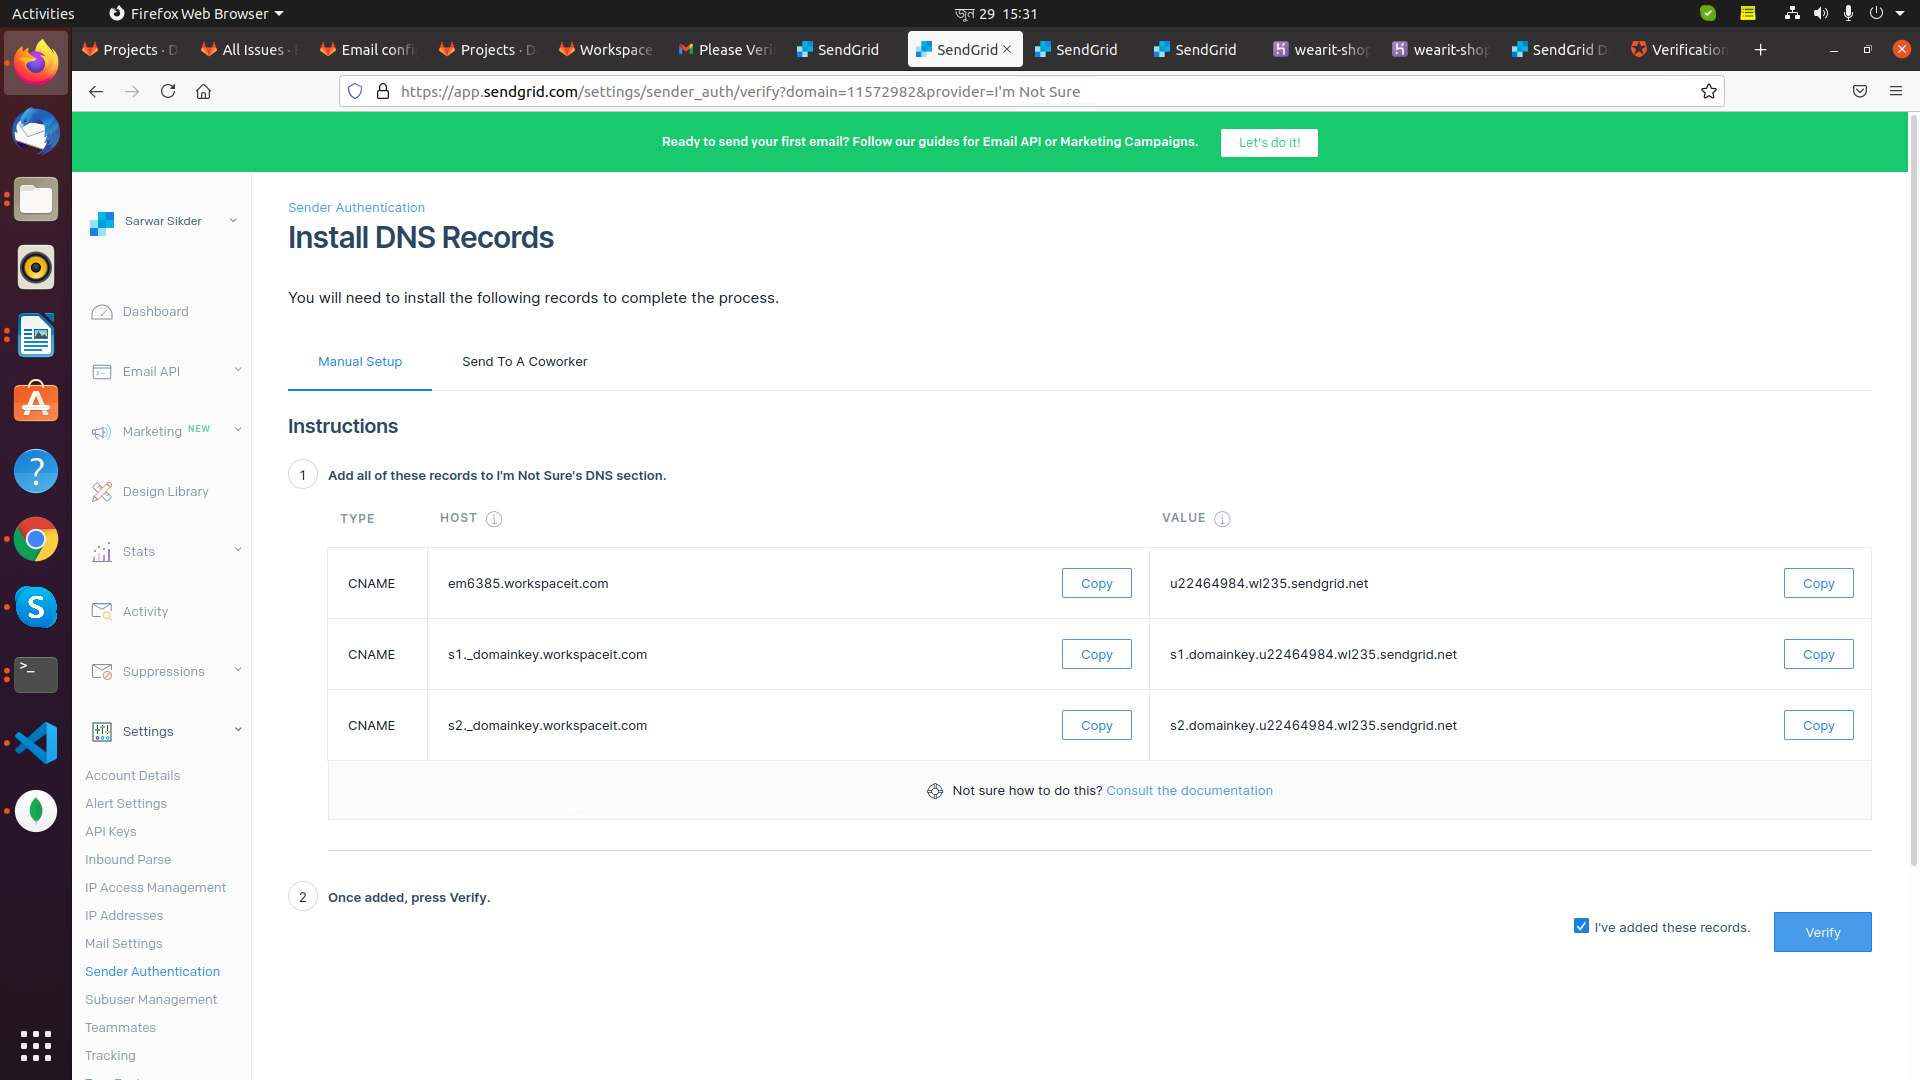 Activities
Firefox Web Browser
জুন 29 15:31
Projects · D
All Issues ·
Email confi
Projects · D
Workspace
Please Veri
SendGrid
SendGrid
SendGrid
SendGrid
wearit-shop
wearit-shop
SendGrid D
Verification
https://app.sendgrid.com/settings/sender_auth/verify?domain=11572982&provider=I'm Not Sure
Ready to send your first email? Follow our guides for Email API or Marketing Campaigns.
Let's do it!
Sarwar Sikder
Dashboard
Email API
Marketing NEW
Design Library
Stats
Activity
Suppressions
Settings
Account Details
Alert Settings
API Keys
Inbound Parse
IP Access Management
IP Addresses
Mail Settings
Sender Authentication
Subuser Management
Teammates
Tracking
Sender Authentication
Install DNS Records
You will need to install the following records to complete the process.
Manual Setup
Send To A Coworker
Instructions
1 Add all of these records to I'm Not Sure's DNS section.
TYPE HOST VALUE
CNAME em6385.workspaceit.com Copy u22464984.wl235.sendgrid.net Copy
CNAME s1._domainkey.workspaceit.com Copy s1.domainkey.u22464984.wl235.sendgrid.net Copy
CNAME s2._domainkey.workspaceit.com Copy s2.domainkey.u22464984.wl235.sendgrid.net Copy
Not sure how to do this? Consult the documentation
2 Once added, press Verify.
I've added these records.
Verify